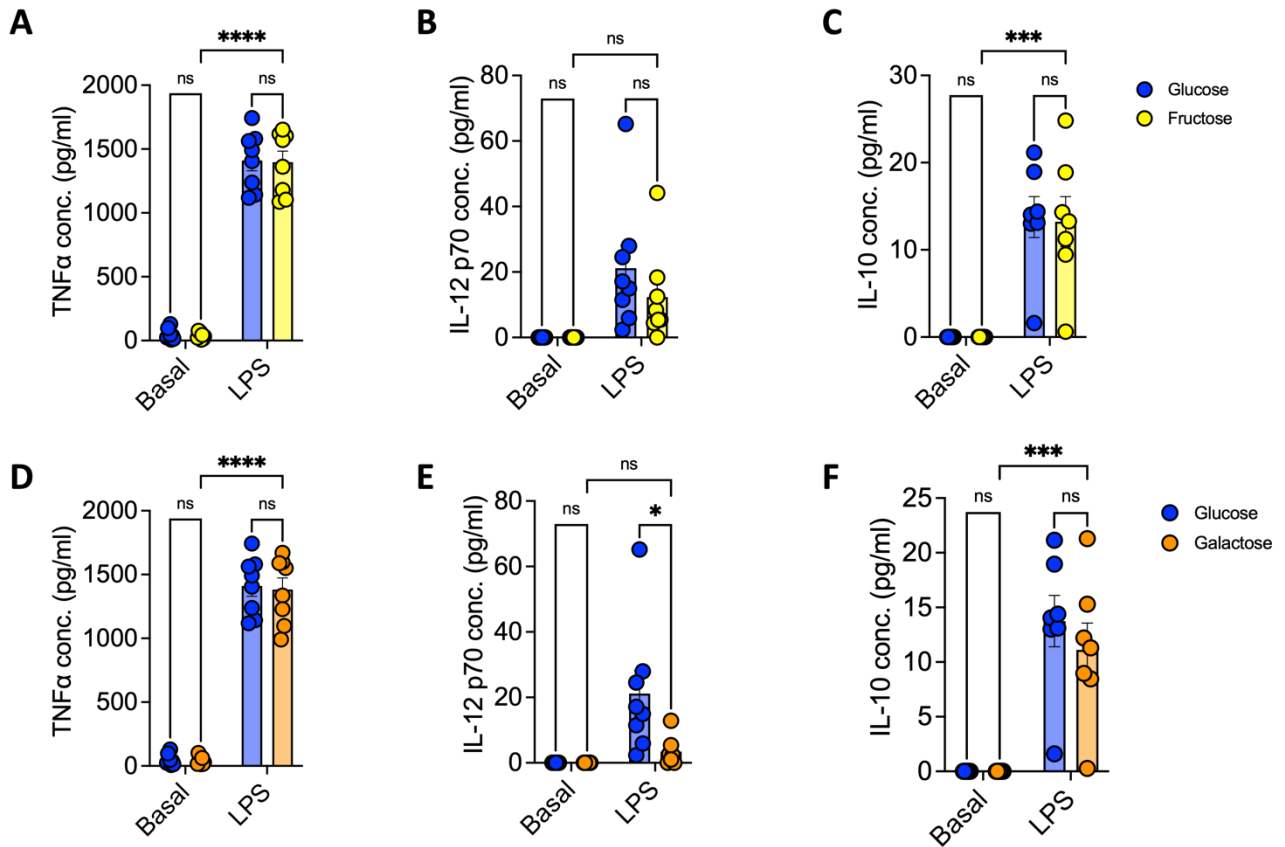 A
TNFα conc. (pg/ml)
2000
1500
1000
500
0
****
ns
ns
Basal
LPS
B
IL-12 p70 conc. (pg/ml)
80
60
40
20
0
ns
ns
ns
Basal
LPS
C
IL-10 conc. (pg/ml)
30
20
10
0
***
ns
ns
Basal
LPS
Glucose
Fructose
D
TNFα conc. (pg/ml)
2000
1500
1000
500
0
****
ns
ns
Basal
LPS
E
IL-12 p70 conc. (pg/ml)
80
60
40
20
0
ns
ns
*
Basal
LPS
F
IL-10 conc. (pg/ml)
25
20
15
10
5
0
***
ns
ns
Basal
LPS
Glucose
Galactose